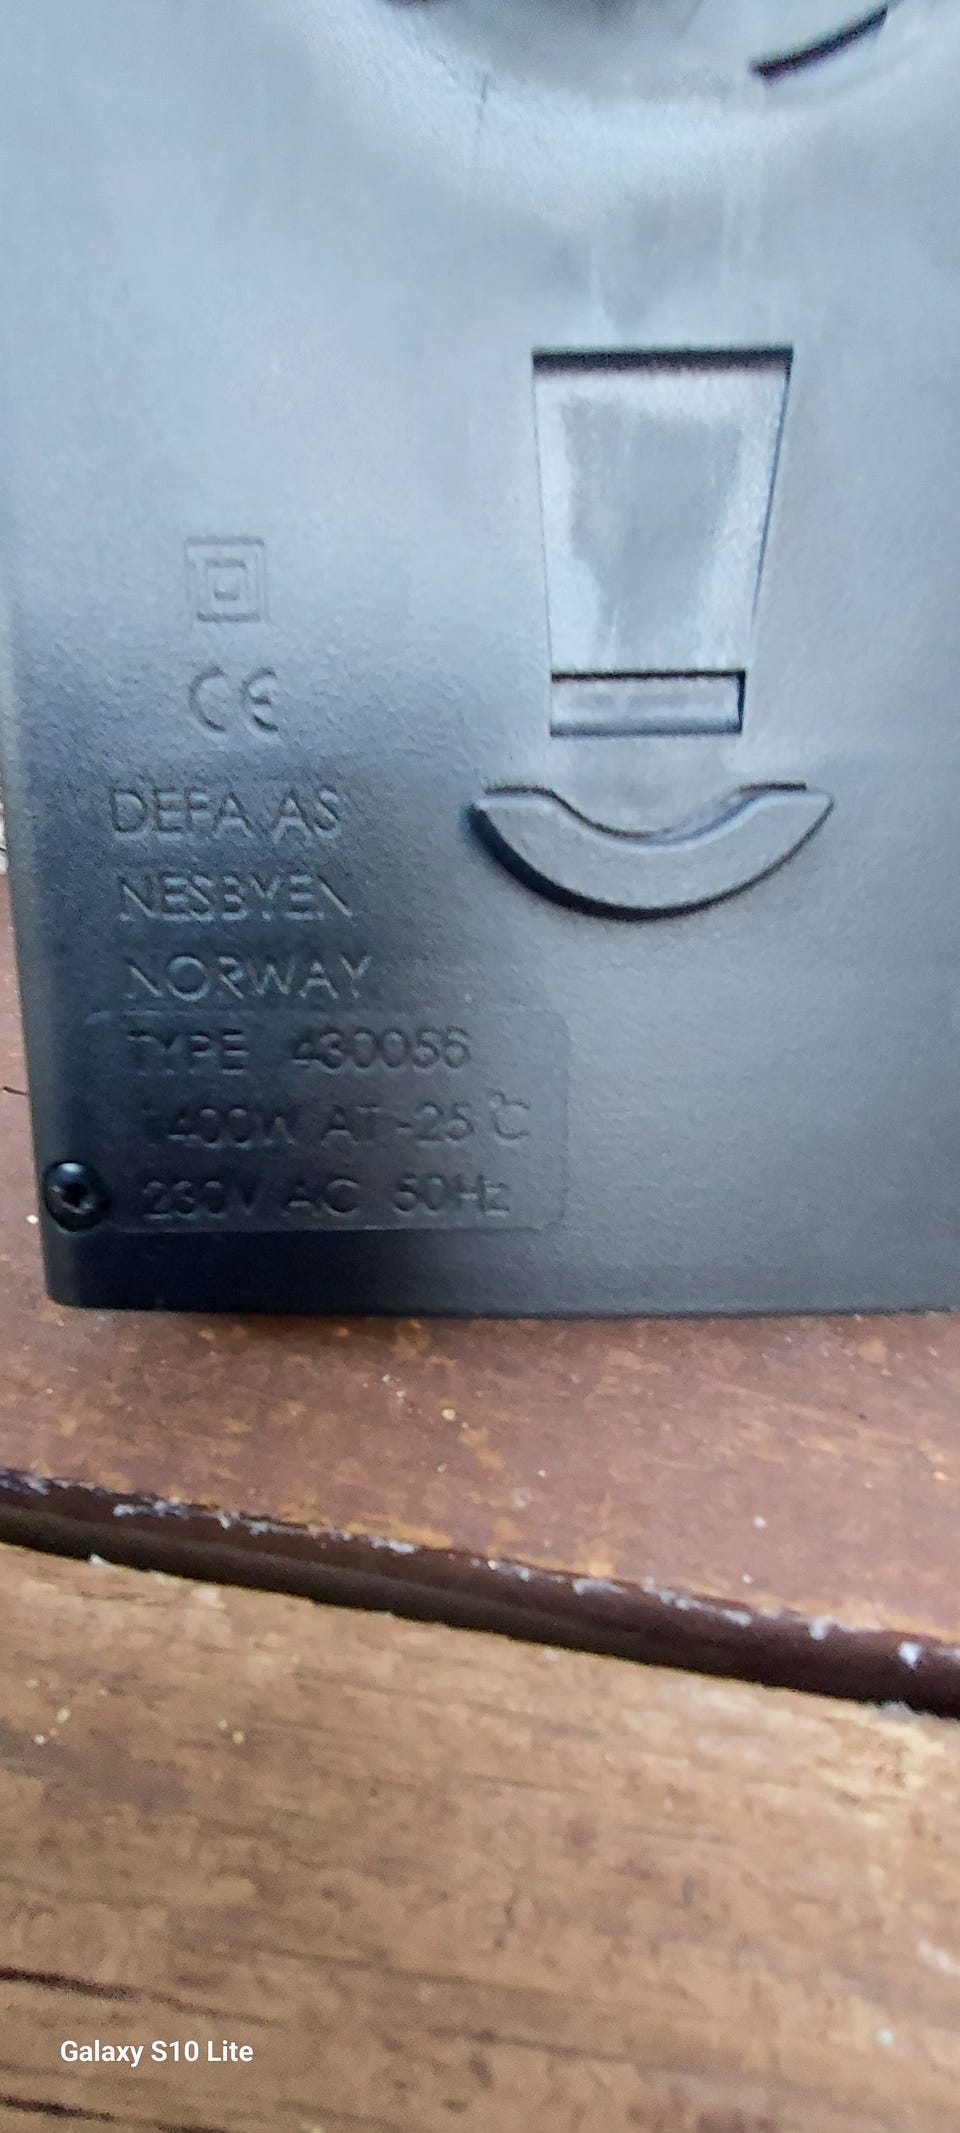 CE
DEFA AS
NESBYEN
NORWAY
TYPE 430056
1400W AT -25°C
230V AC 50Hz
Galaxy S10 Lite